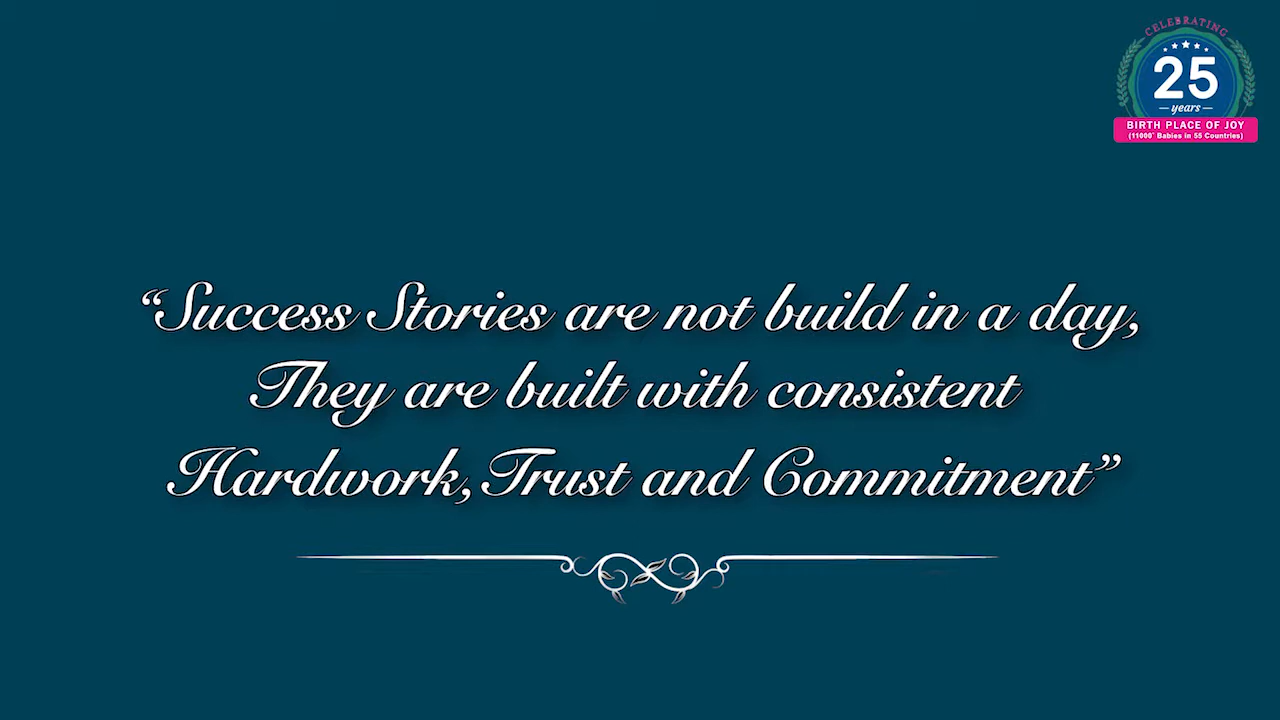 CELEBRATING
25
years
BIRTH PLACE OF JOY
(11000+ Babies in 55 Countries)
“Success Stories are not build in a day,
They are built with consistent
Hardwork, Trust and Commitment”